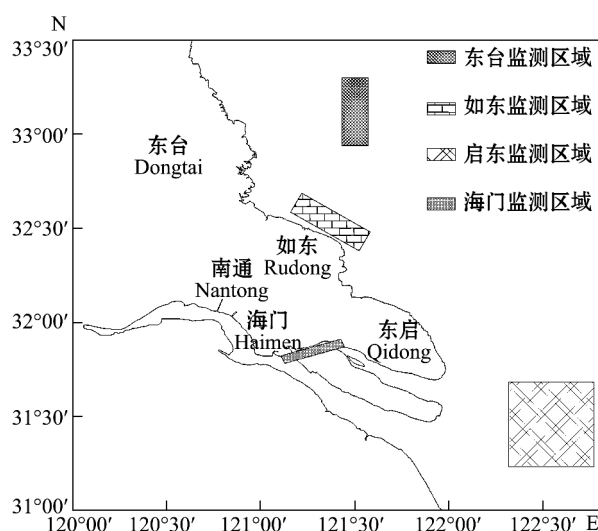 N
33°30′
33°00′
32°30′
32°00′
31°30′
31°00′
东台监测区域
如东监测区域
启东监测区域
海门监测区域
东台
Dongtai
如东
Rudong
南通
Nantong
海门
Haimen
东启
Qidong
120°00′ 120°30′ 121°00′ 121°30′ 122°00′ 122°30′ E